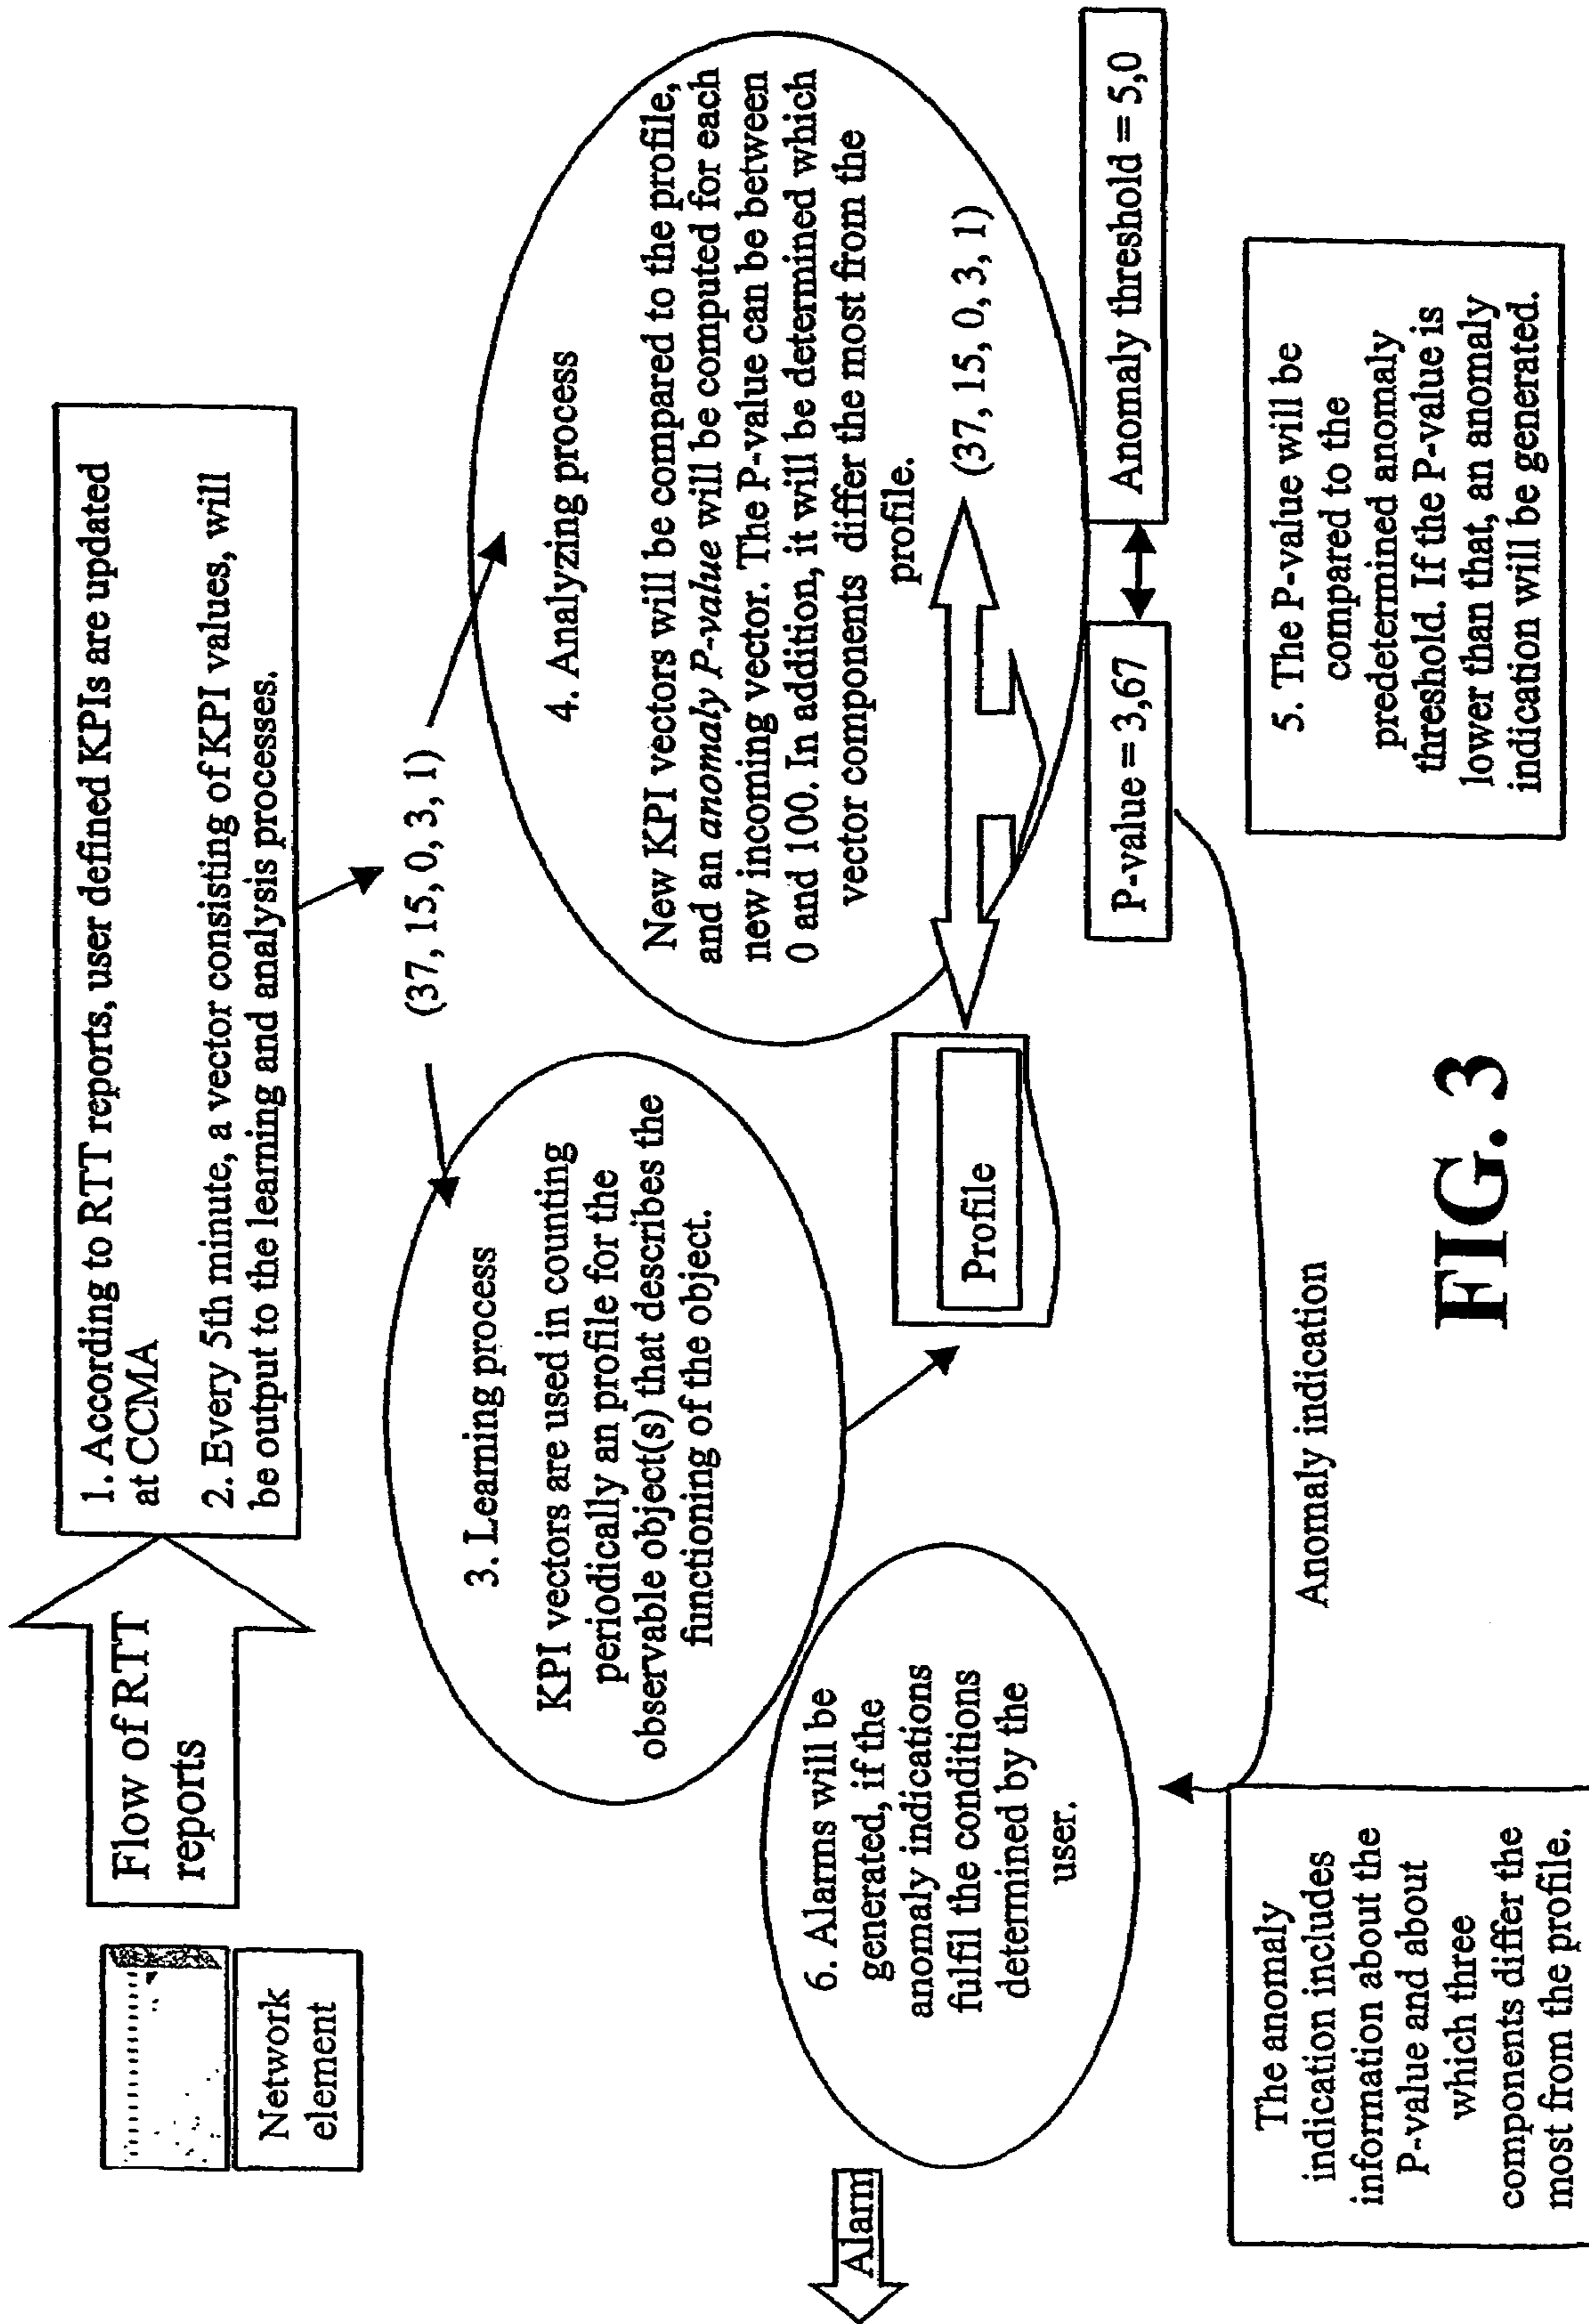 Network
element
Flow of RTT
reports
1. According to RTT reports, user defined KPIs are updated
at CCMA
2. Every 5th minute, a vector consisting of KPI values, will
be output to the learning and analysis processes.
(37, 15, 0, 3, 1)
3. Learning process
KPI vectors are used in counting
periodically an profile for the
observable object(s) that describes the
functioning of the object.
4. Analyzing process
New KPI vectors will be compared to the profile,
and an anomaly P-value will be computed for each
new incoming vector. The P-value can be between
0 and 100. In addition, it will be determined which
vector components differ the most from the
profile.
(37, 15, 0, 3, 1)
Profile
P-value = 3,67
Anomaly threshold = 5,0
5. The P-value will be
compared to the
predetermined anomaly
threshold. If the P-value is
lower than that, an anomaly
indication will be generated.
6. Alarms will be
generated, if the
anomaly indications
fulfil the conditions
determined by the
user.
Alarm
Anomaly indication
The anomaly
indication includes
information about the
P-value and about
which three
components differ the
most from the profile.
FIG. 3